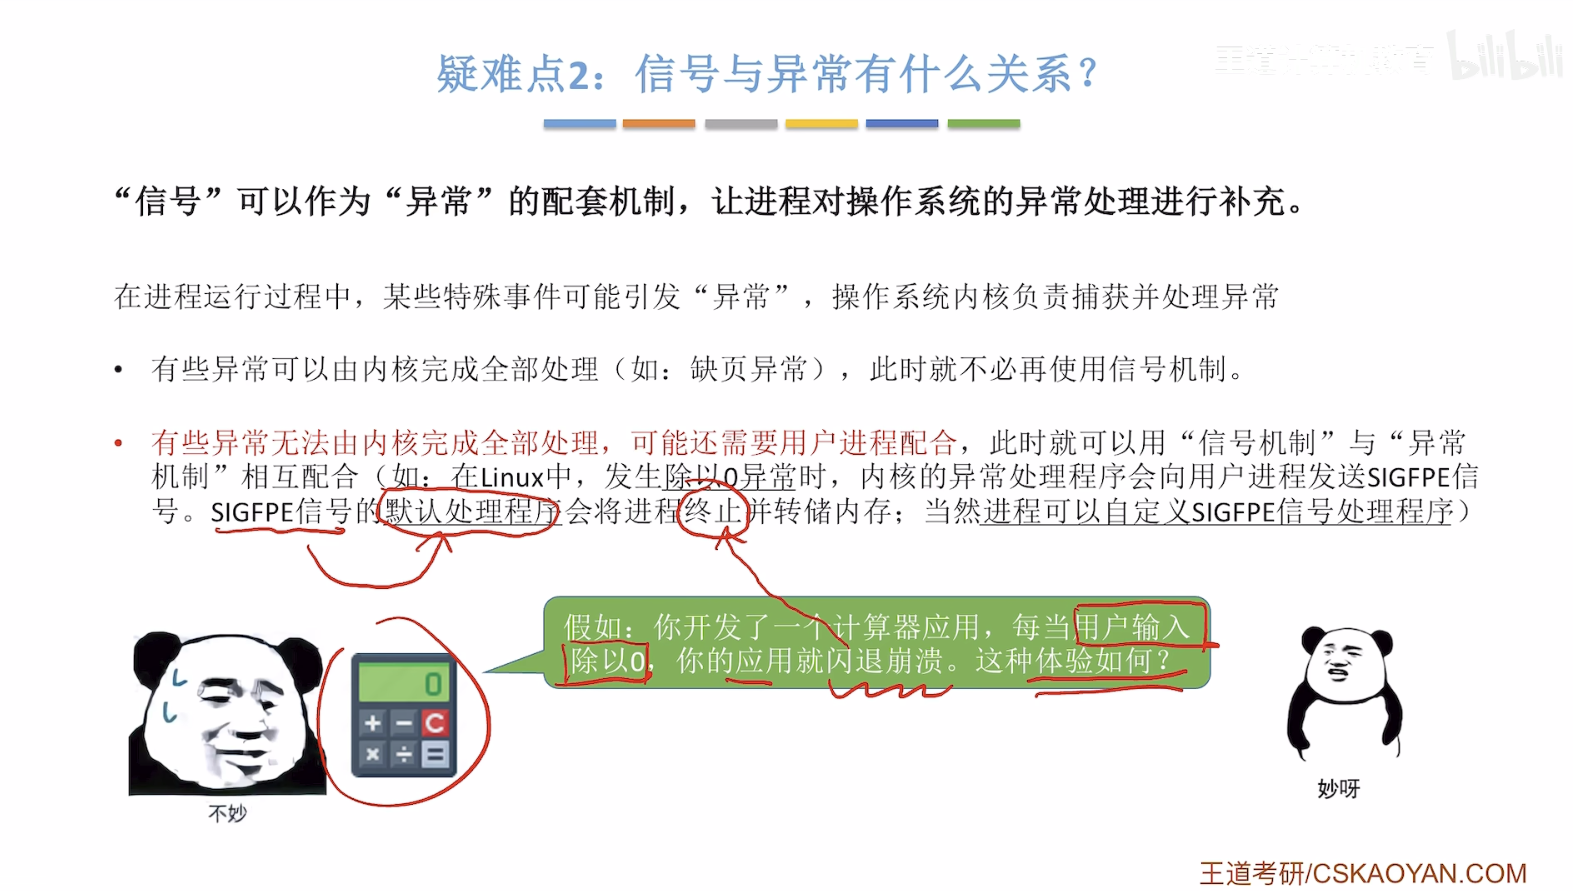 疑难点2：信号与异常有什么关系？
bilibili
“信号”可以作为“异常”的配套机制，让进程对操作系统的异常处理进行补充。
在进程运行过程中，某些特殊事件可能引发“异常”，操作系统内核负责捕获并处理异常
• 有些异常可以由内核完成全部处理（如：缺页异常），此时就不必再使用信号机制。
• 有些异常无法由内核完成全部处理，可能还需要用户进程配合，此时就可以用“信号机制”与“异常
机制”相互配合（如：在Linux中，发生除以0异常时，内核的异常处理程序会向用户进程发送SIGFPE信
号。SIGFPE信号的默认处理程序会将进程终止并转储内存；当然进程可以自定义SIGFPE信号处理程序）
假如：你开发了一个计算器应用，每当用户输入
除以0，你的应用就闪退崩溃。这种体验如何？
0
+ − C
× ÷ =
不妙
妙呀
王道考研/CSKAOYAN.COM